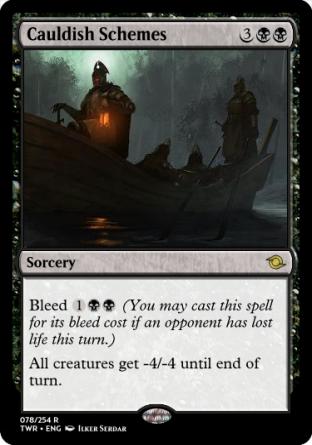 Cauldish Schemes 3
Sorcery
Bleed 1 (You may cast this spell
for its bleed cost if an opponent has lost
life this turn.)
All creatures get -4/-4 until end of
turn.
078/254 R
TWR • ENG Ilker Serdar